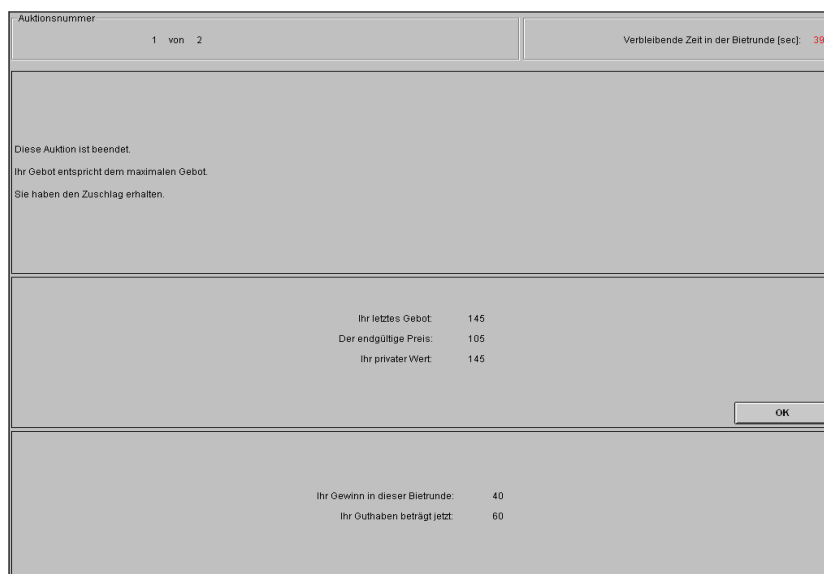 Auktionsnummer
1 von 2
Verbleibende Zeit in der Bietrunde [sec]: 39
Diese Auktion ist beendet.
Ihr Gebot entspricht dem maximalen Gebot.
Sie haben den Zuschlag erhalten.
Ihr letztes Gebot: 145
Der endgültige Preis: 105
Ihr privater Wert: 145
OK
Ihr Gewinn in dieser Bietrunde: 40
Ihr Guthaben beträgt jetzt: 60